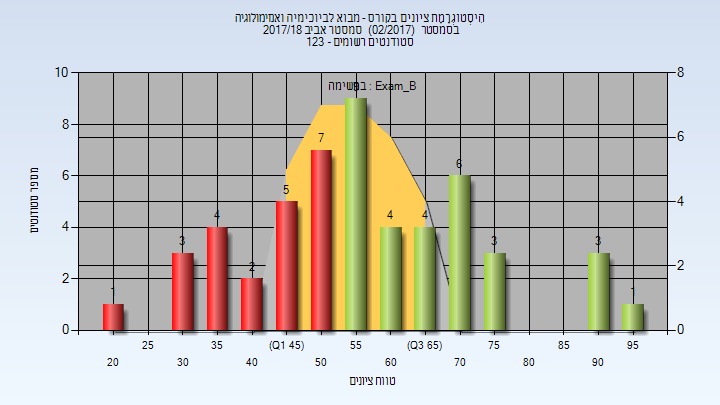 היסטוגרמת ציונים בקורס - מבוא לביוכימיה ואנזימולוגיה
בסמסטר (02/2017) סמסטר אביב 2017/18
סטודנטים רשומים - 123
במשימה : Exam_B
10 8 6 4 2 0
מספר סטודנטים
8 6 4 2 0
1 3 4 2 5 7 9 4 4 6 3 3 1
25 35 (Q1 45) 55 (Q3 65) 75 85 95
20 30 40 50 60 70 80 90
טווח ציונים